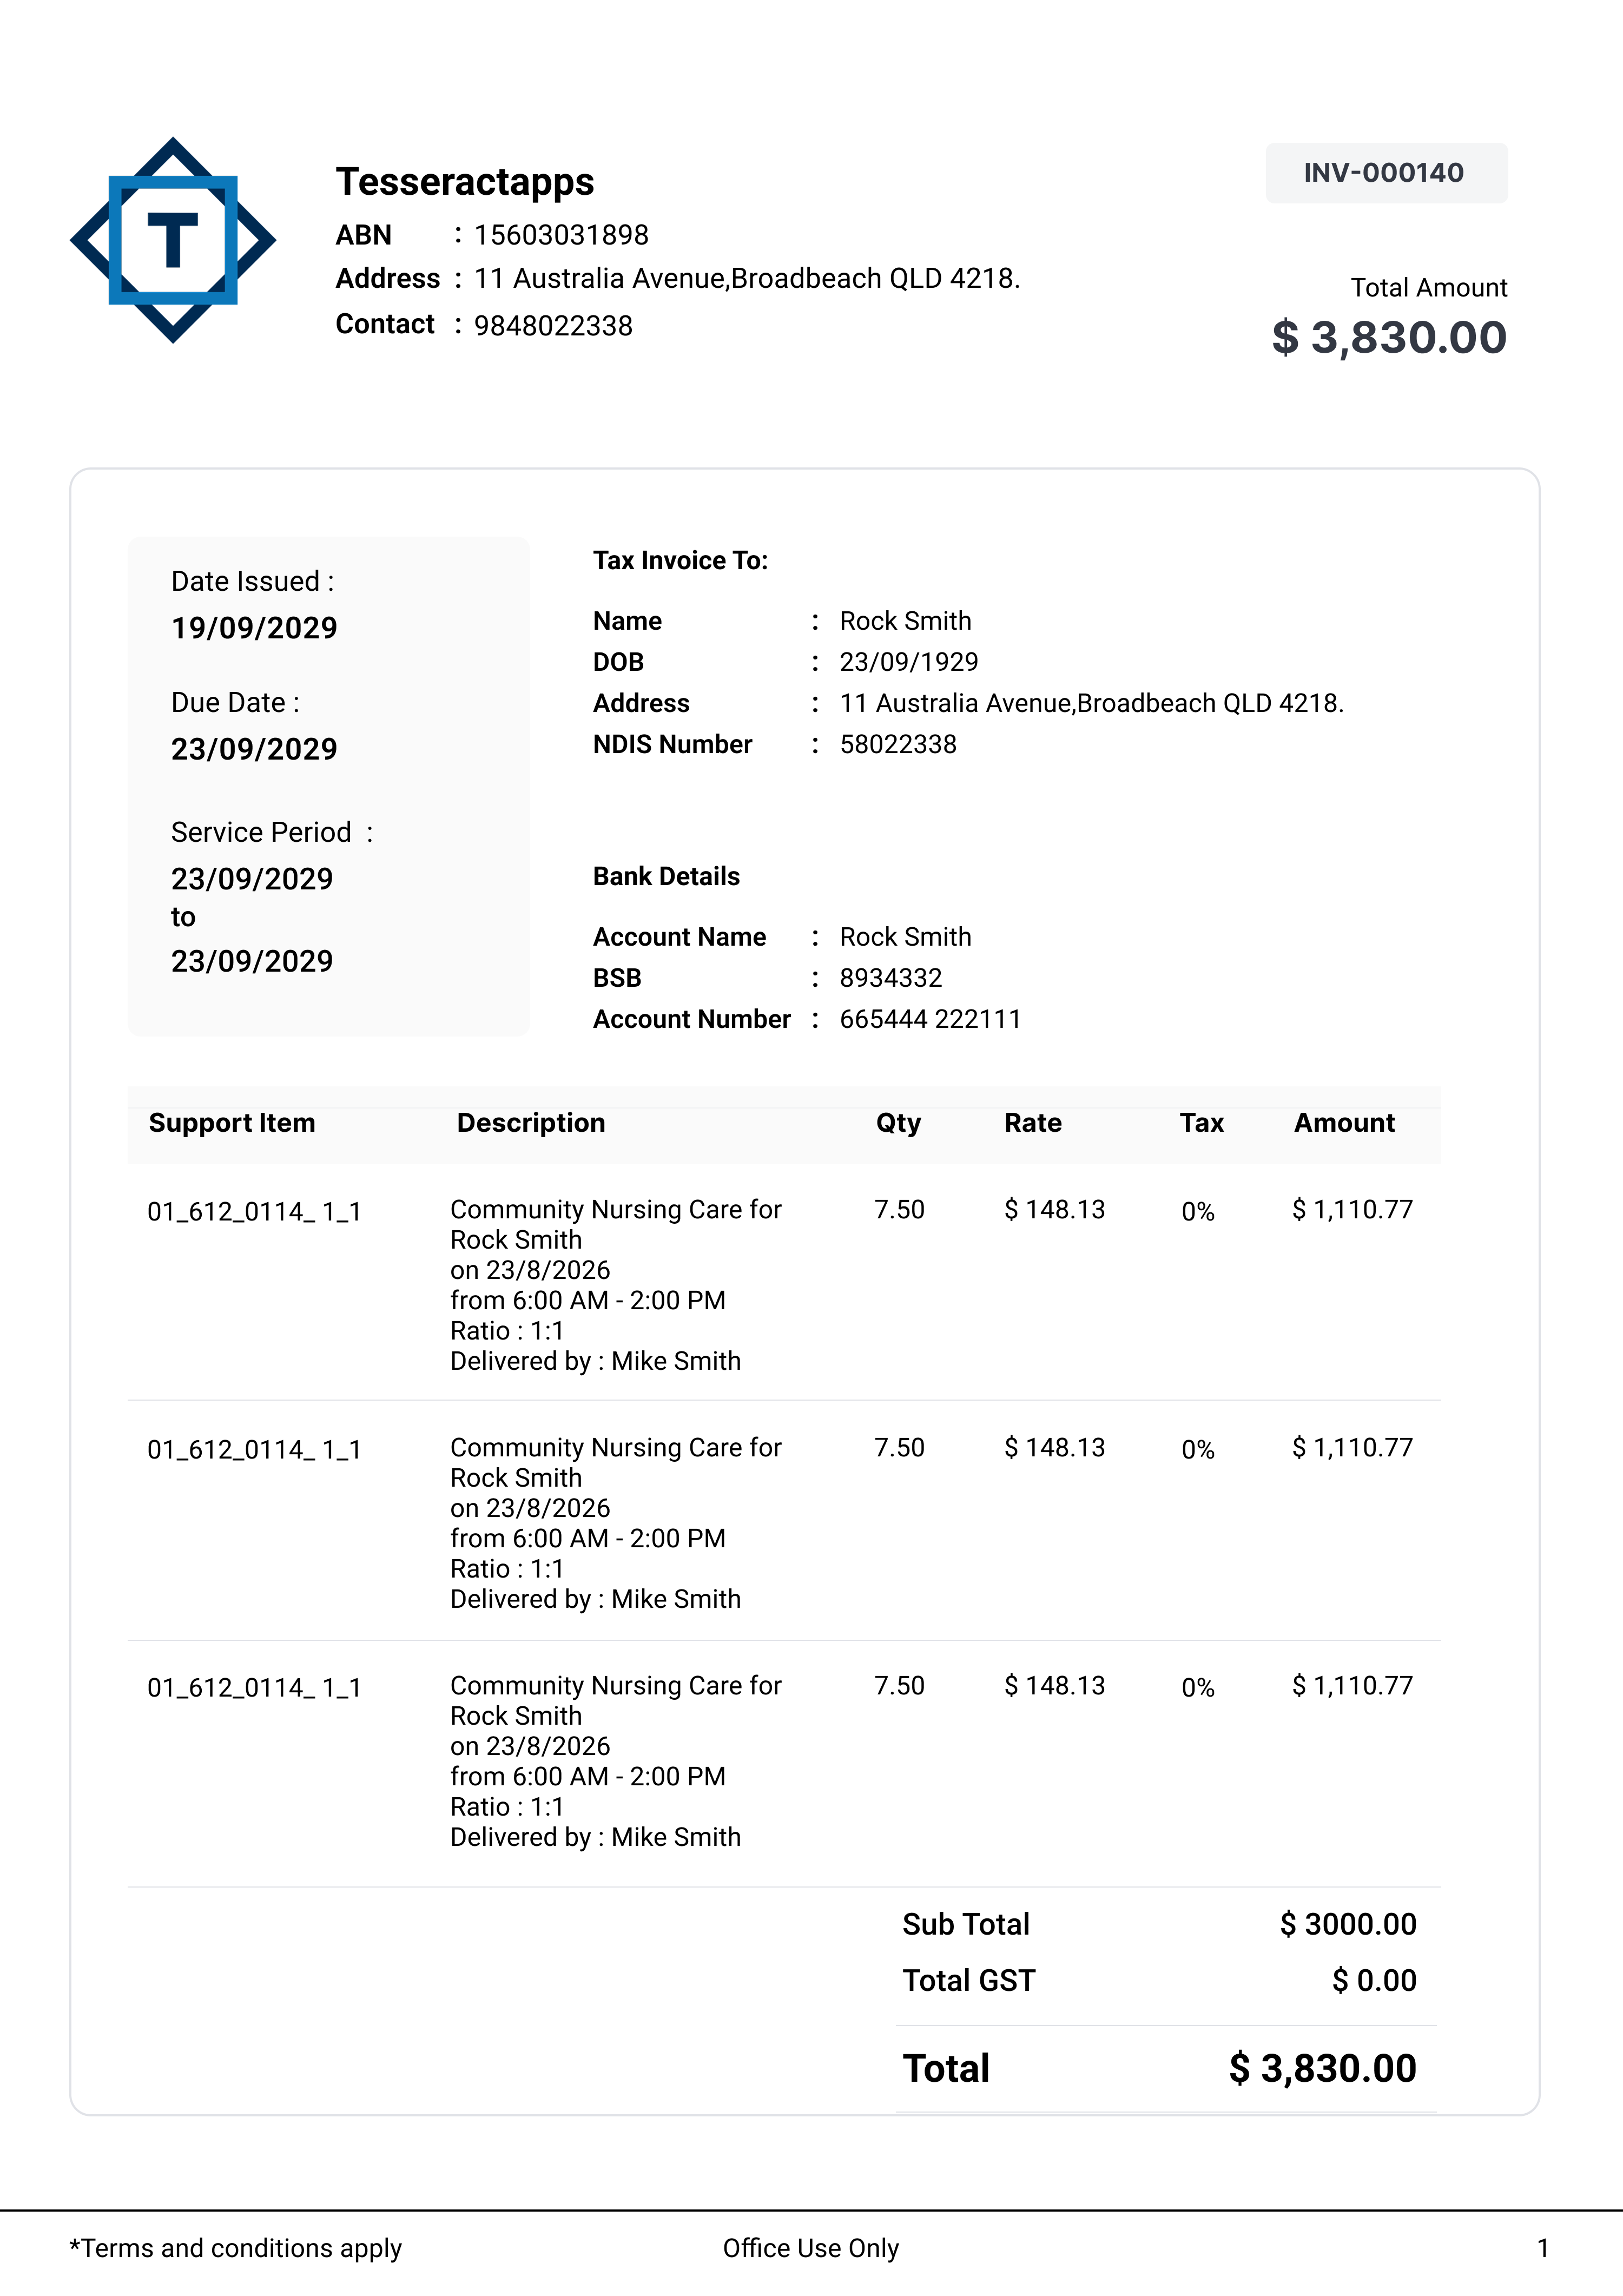 T
Tesseractapps
ABN : 15603031898
Address : 11 Australia Avenue,Broadbeach QLD 4218.
Contact : 9848022338
INV-000140
Total Amount
$ 3,830.00
Date Issued :
19/09/2029
Due Date :
23/09/2029
Service Period :
23/09/2029
to
23/09/2029
Tax Invoice To:
Name : Rock Smith
DOB : 23/09/1929
Address : 11 Australia Avenue,Broadbeach QLD 4218.
NDIS Number : 58022338
Bank Details
Account Name : Rock Smith
BSB : 8934332
Account Number : 665444 222111
Support Item Description Qty Rate Tax Amount
01_612_0114_ 1_1 Community Nursing Care for 7.50 $ 148.13 0% $ 1,110.77
Rock Smith
on 23/8/2026
from 6:00 AM - 2:00 PM
Ratio : 1:1
Delivered by : Mike Smith
01_612_0114_ 1_1 Community Nursing Care for 7.50 $ 148.13 0% $ 1,110.77
Rock Smith
on 23/8/2026
from 6:00 AM - 2:00 PM
Ratio : 1:1
Delivered by : Mike Smith
01_612_0114_ 1_1 Community Nursing Care for 7.50 $ 148.13 0% $ 1,110.77
Rock Smith
on 23/8/2026
from 6:00 AM - 2:00 PM
Ratio : 1:1
Delivered by : Mike Smith
Sub Total $ 3000.00
Total GST $ 0.00
Total $ 3,830.00
*Terms and conditions apply Office Use Only 1